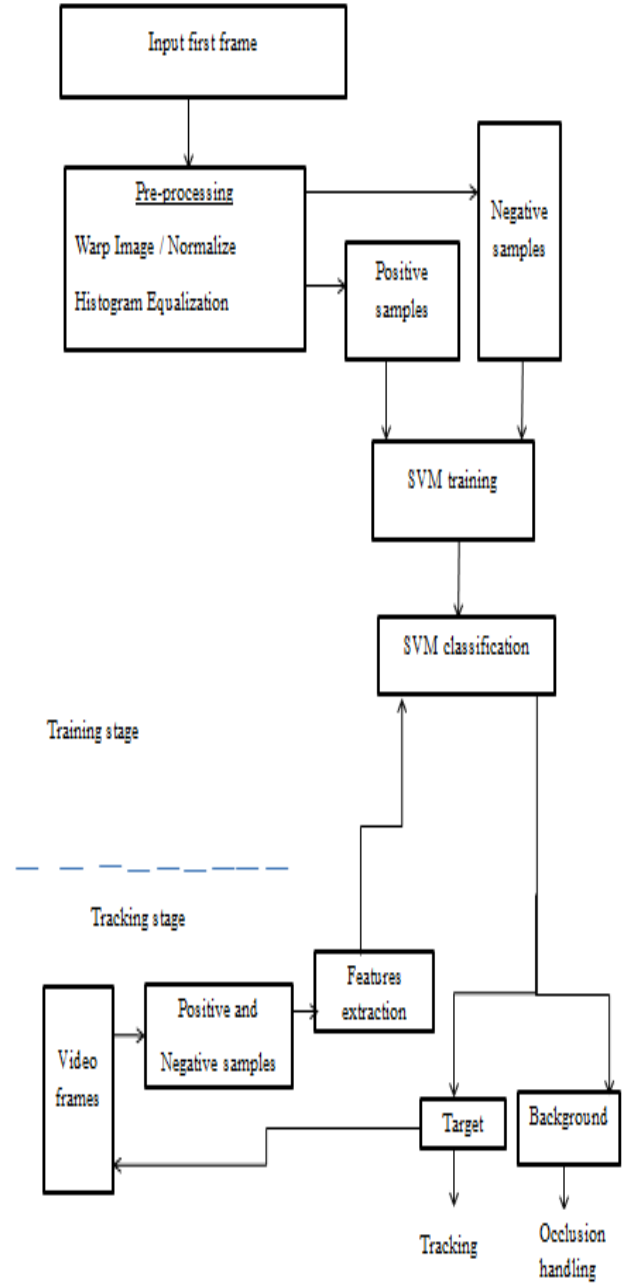 Input first frame
Pre-processing
Warp Image / Normalize
Histogram Equalization
Negative
samples
Positive
samples
SVM training
SVM classification
Training stage
Tracking stage
Features
extraction
Positive and
Negative samples
Video
frames
Target
Background
Tracking
Occlusion
handling